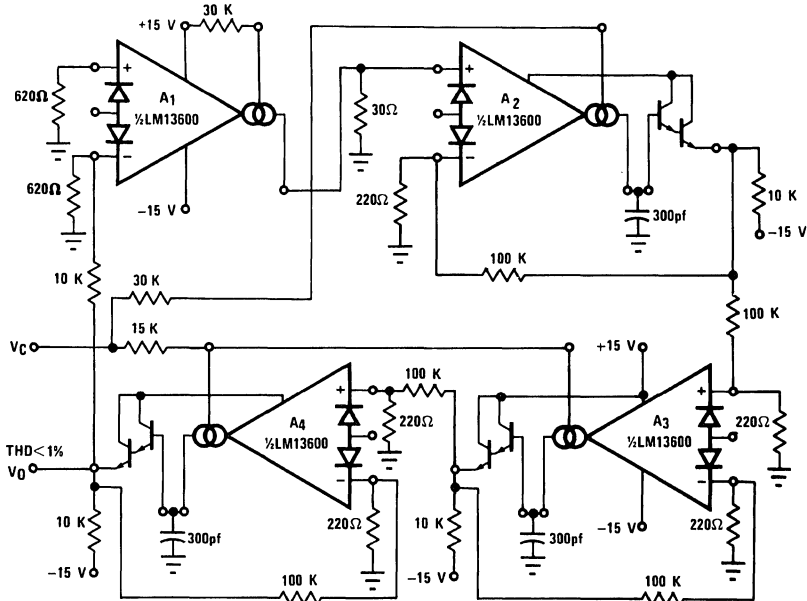 30 K
+15 V
+
A1
½LM13600
−
620Ω
620Ω
−15 V
+
A2
½LM13600
−
30Ω
220Ω
300pf
10 K
−15 V
10 K
30 K
100 K
100 K
VC
15 K
+15 V
100 K
+
A4
½LM13600
−
220Ω
+
A3
½LM13600
−
220Ω
THD<1%
VO
10 K
−15 V
300pf
220Ω
10 K
−15 V
300pf
−15 V
220Ω
100 K
100 K